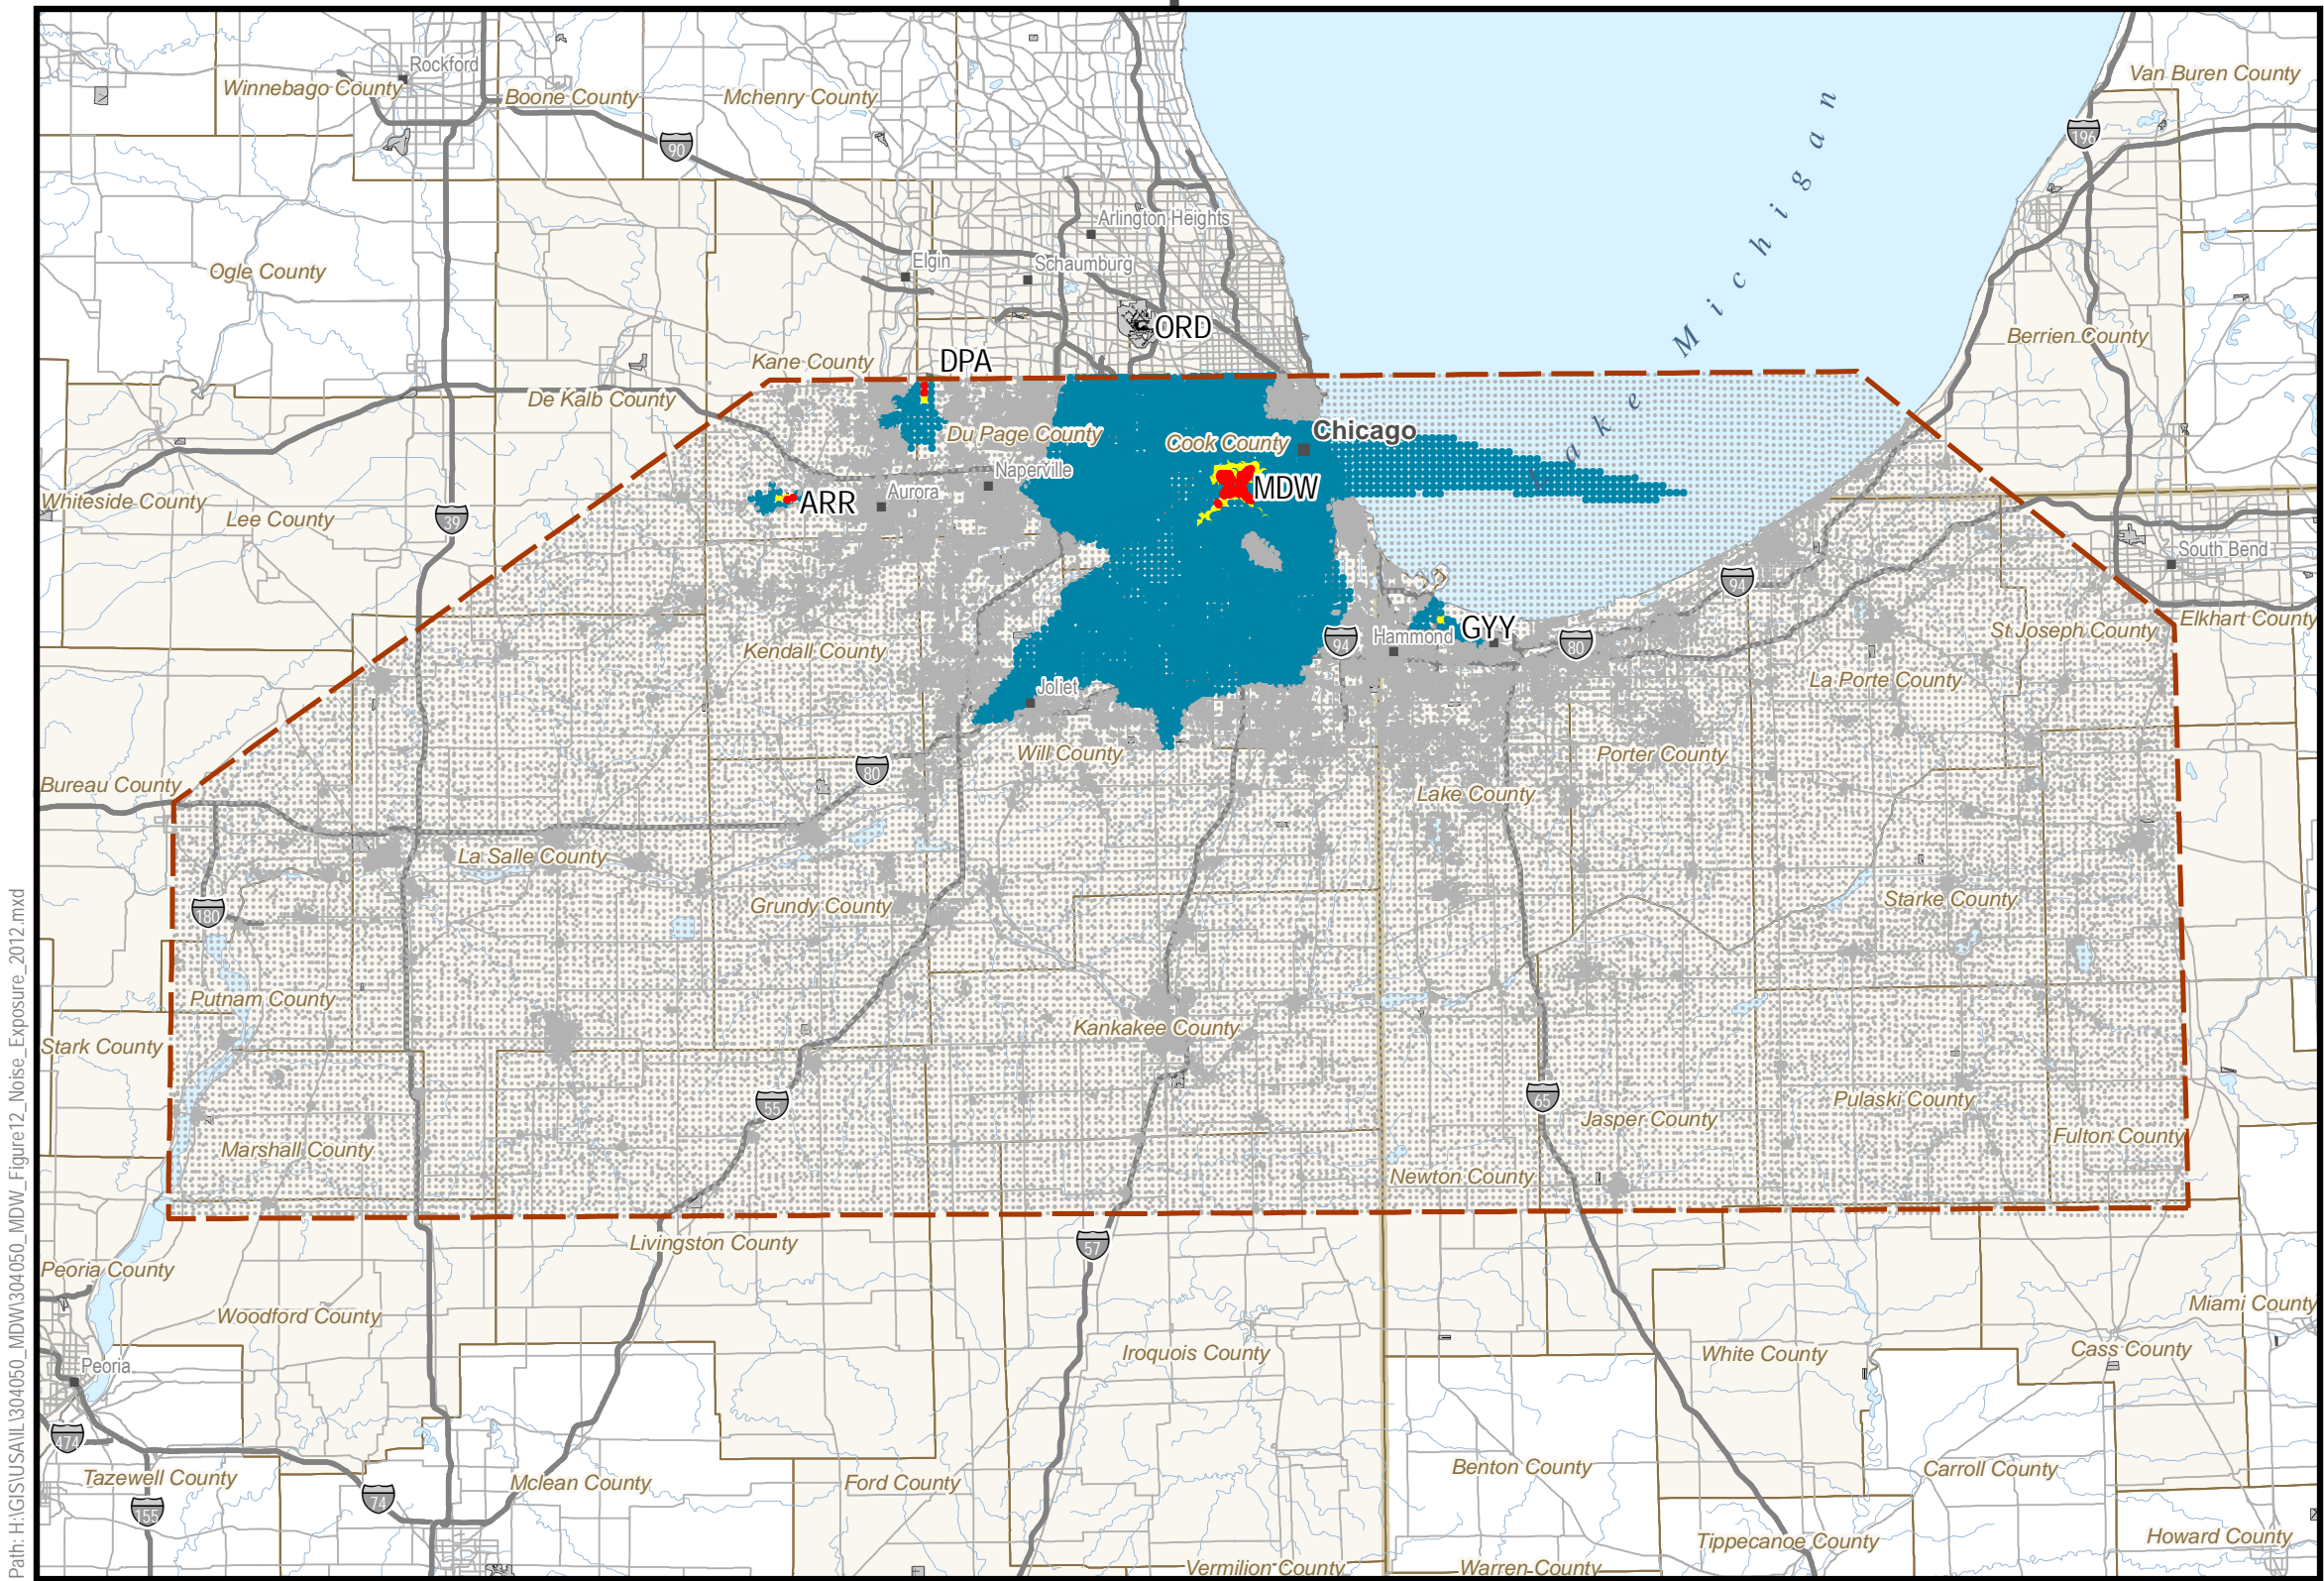 Rockford
Winnebago County
Boone County
Mchenry County
Van Buren County
90
196
Lake Michigan
Arlington Heights
Ogle County
Elgin
Schaumburg
ORD
Berrien County
Kane County
DPA
De Kalb County
Du Page County
Cook County
Chicago
Naperville
MDW
Whiteside County
Lee County
39
ARR
Aurora
South Bend
94
Elkhart County
GYY
Hammond
94
80
St Joseph County
Kendall County
La Porte County
Joliet
Will County
Porter County
80
Bureau County
Lake County
La Salle County
180
Grundy County
Starke County
Putnam County
Kankakee County
Stark County
55
65
Jasper County
Pulaski County
Marshall County
Fulton County
Newton County
Livingston County
57
Peoria County
Woodford County
Miami County
Peoria
Iroquois County
White County
Cass County
474
Tazewell County
74
Mclean County
Ford County
Benton County
Carroll County
155
Tippecanoe County
Howard County
Vermilion County
Warren County
Path: H:\GIS\USA\IL\304050_MDW\304050_MDW_Figure12_Noise_Exposure_2012.mxd